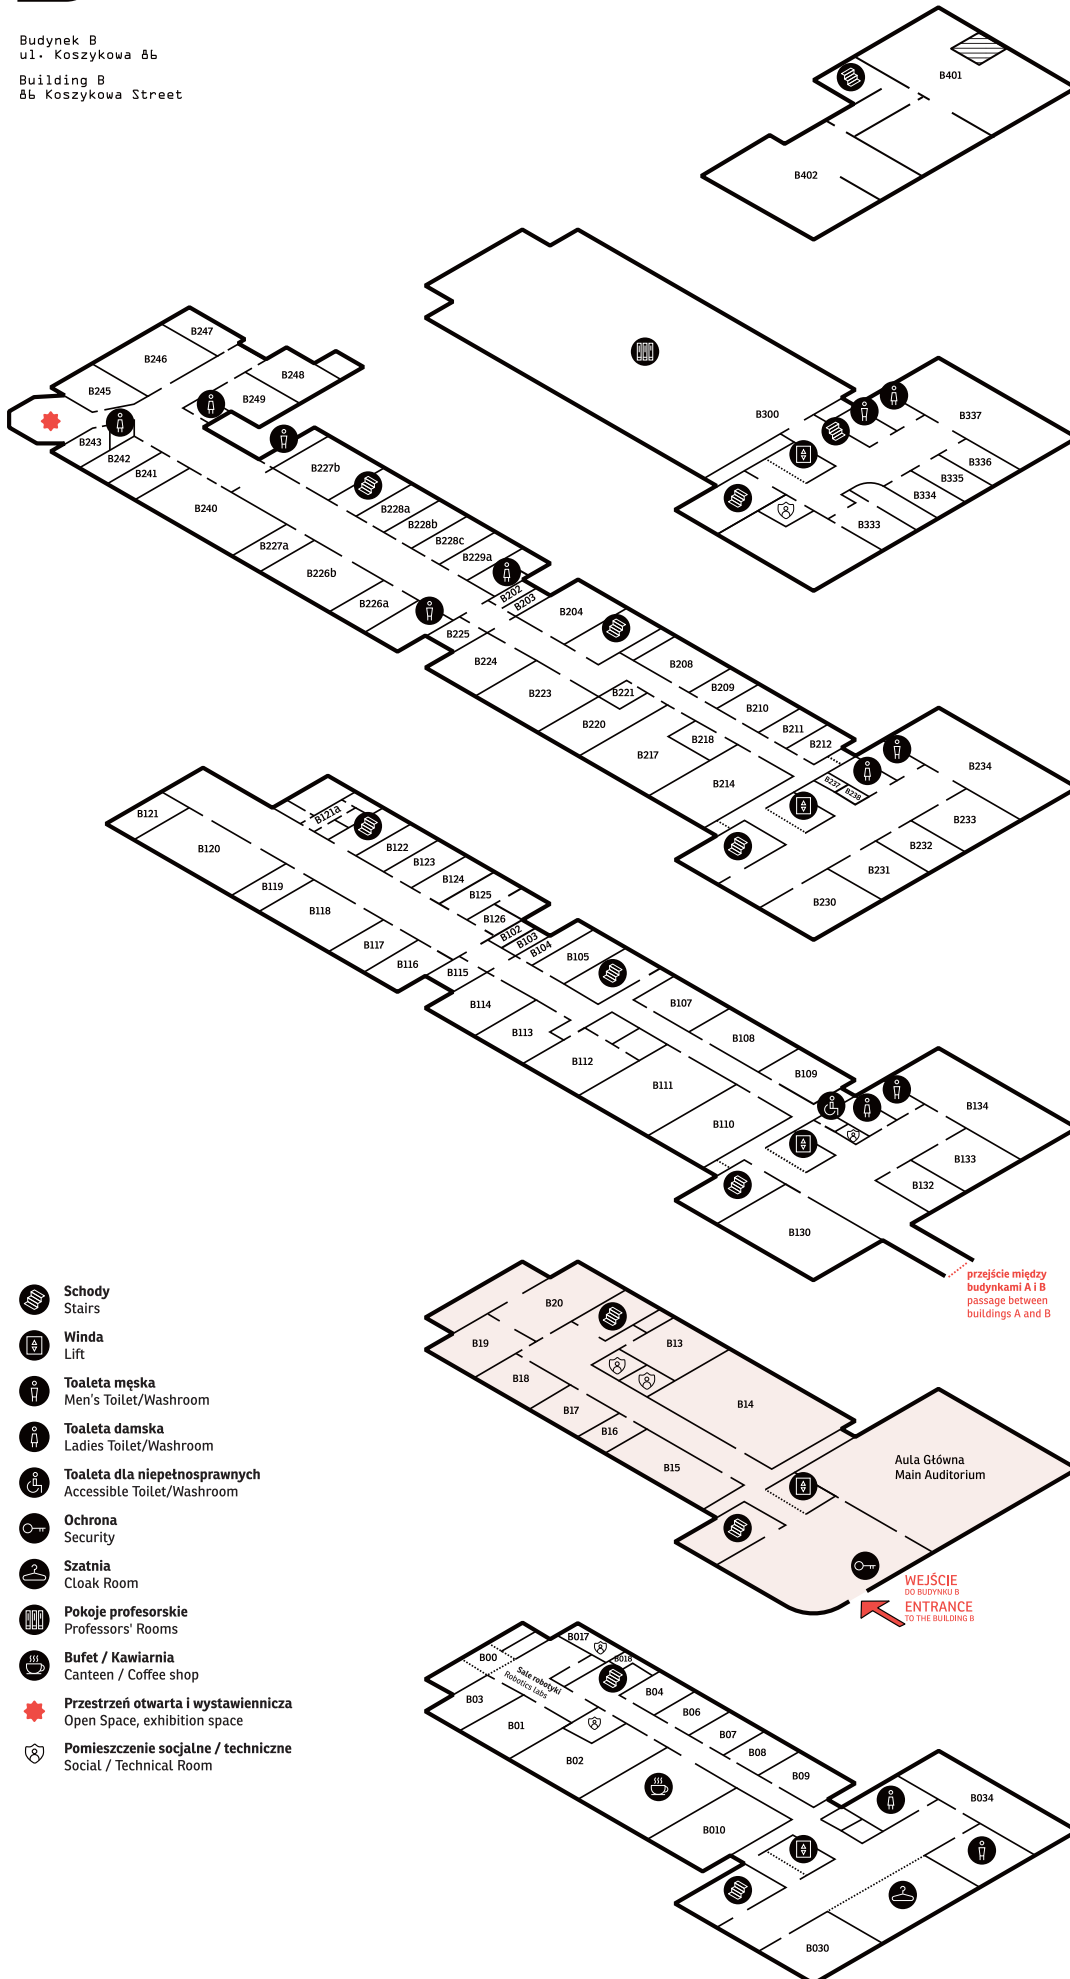 Budynek B
ul. Koszykowa 86
Building B
86 Koszykowa Street
B401
B402
B300
B337
B336
B335
B334
B333
B247
B246
B245
B248
B249
B243
B242
B241
B240
B227b
B228a
B228b
B228c
B229a
B227a
B226b
B226a
B202
B203
B204
B225
B224
B223
B221
B220
B208
B209
B210
B211
B212
B218
B217
B214
B237
B238
B234
B233
B232
B231
B230
B121
B121a
B120
B122
B123
B124
B125
B126
B119
B118
B117
B116
B102
B103
B104
B105
B115
B114
B113
B112
B111
B110
B107
B108
B109
B134
B133
B132
B130
przejście między
budynkami A i B
passage between
buildings A and B
B20
B19
B18
B17
B16
B15
B13
B14
Aula Główna
Main Auditorium
WEJŚCIE
DO BUDYNKU B
ENTRANCE
TO THE BUILDING B
B017
B018
B00
Sale robotyki
Robotics labs
B03
B01
B02
B04
B06
B07
B08
B09
B010
B034
B030
Schody
Stairs
Winda
Lift
Toaleta męska
Men's Toilet/Washroom
Toaleta damska
Ladies Toilet/Washroom
Toaleta dla niepełnosprawnych
Accessible Toilet/Washroom
Ochrona
Security
Szatnia
Cloak Room
Pokoje profesorskie
Professors' Rooms
Bufet / Kawiarnia
Canteen / Coffee shop
Przestrzeń otwarta i wystawiennicza
Open Space, exhibition space
Pomieszczenie socjalne / techniczne
Social / Technical Room